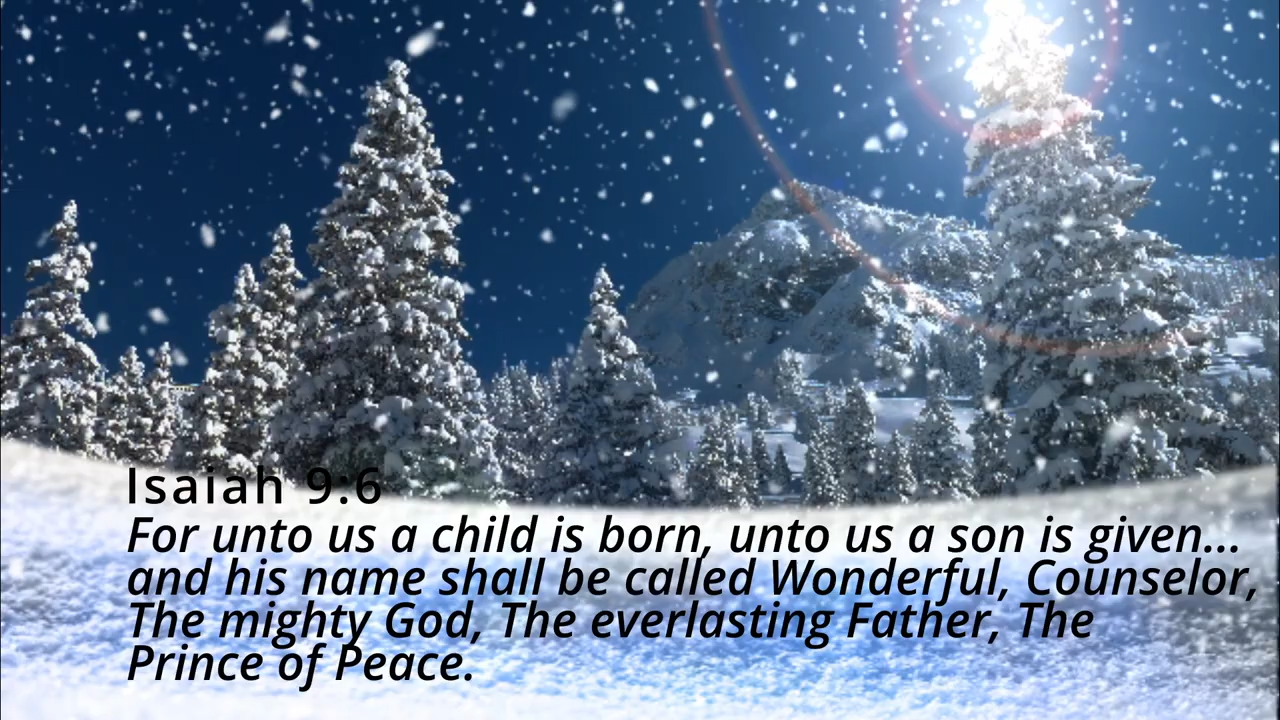 Isaiah 9:6
For unto us a child is born, unto us a son is given...
and his name shall be called Wonderful, Counselor,
The mighty God, The everlasting Father, The
Prince of Peace.